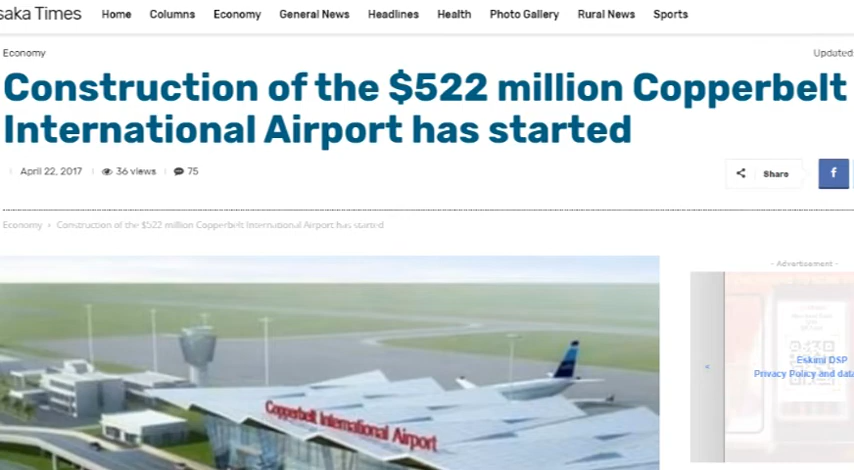 saka Times Home Columns Economy General News Headlines Health Photo Gallery Rural News Sports
Economy Updated
Construction of the $522 million Copperbelt
International Airport has started
April 22, 2017 36 views 75
Share f
Economy › Construction of the $522 million Copperbelt International Airport has started
- Advertisement -
Copperbelt International Airport
Eskimi DSP
Privacy Policy and data